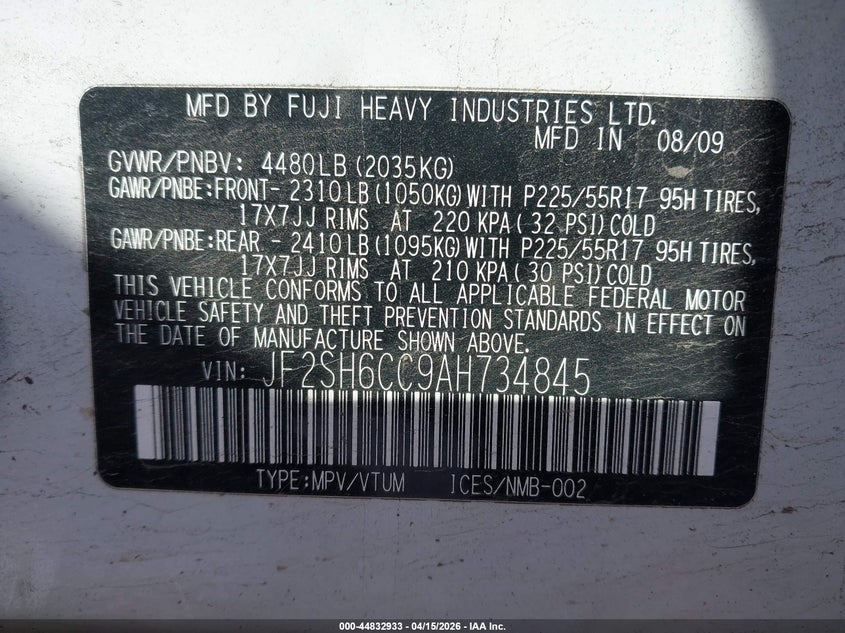 MFD BY FUJI HEAVY INDUSTRIES LTD.
MFD IN 08/09
GVWR/PNBV: 4480LB(2035KG)
GAWR/PNBE:FRONT- 2310LB(1050KG)WITH P225/55R17 95H TIRES,
17X7JJ RIMS AT 220 KPA(32 PSI)COLD
GAWR/PNBE:REAR - 2410LB(1095KG)WITH P225/55R17 95H TIRES,
17X7JJ RIMS AT 210 KPA(30 PSI)COLD
THIS VEHICLE CONFORMS TO ALL APPLICABLE FEDERAL MOTOR
VEHICLE SAFETY AND THEFT PREVENTION STANDARDS IN EFFECT ON
THE DATE OF MANUFACTURE SHOWN ABOVE.
VIN: JF2SH6CC9AH734845
TYPE:MPV/VTUM ICES/NMB-002
000-44832933 - 04/15/2026 - IAA Inc.